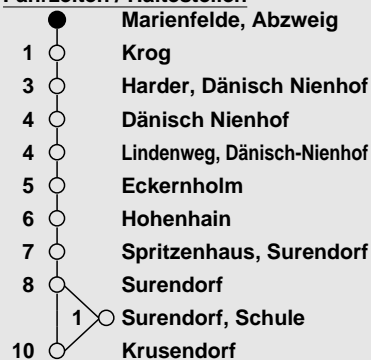 Fahrzeiten / Haltestellen
Marienfelde, Abzweig
1 Krog
3 Harder, Dänisch Nienhof
4 Dänisch Nienhof
4 Lindenweg, Dänisch-Nienhof
5 Eckernholm
6 Hohenhain
7 Spritzenhaus, Surendorf
8 Surendorf
1 Surendorf, Schule
10 Krusendorf